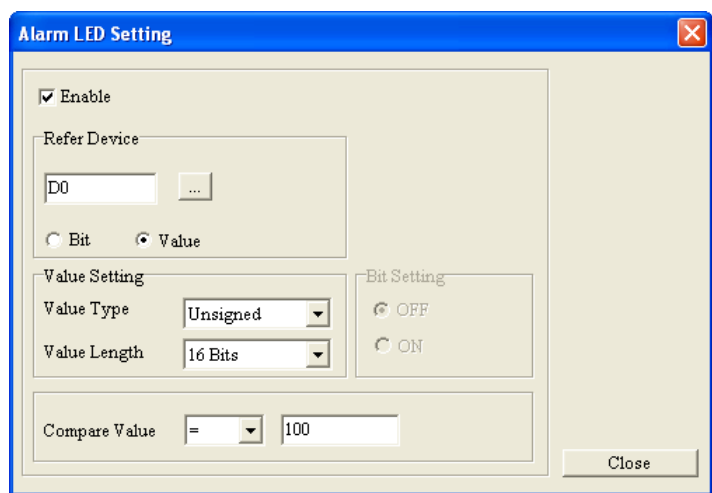 Alarm LED Setting
Enable
Refer Device
D0 ...
Bit Value
Value Setting
Value Type Unsigned
Value Length 16 Bits
Bit Setting
OFF
ON
Compare Value = 100
Close